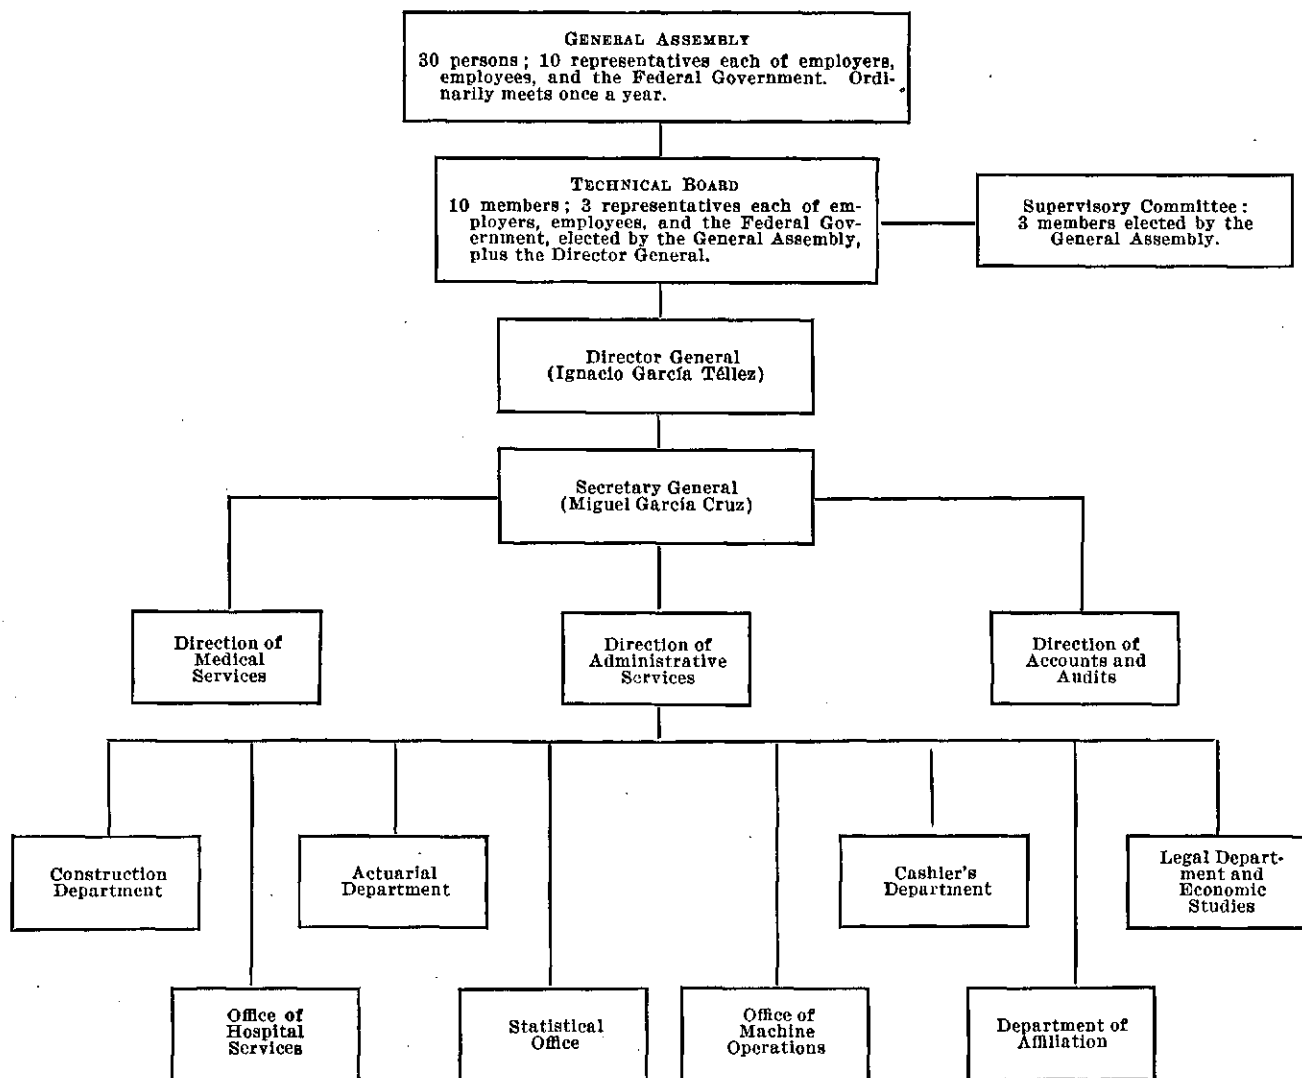 GENERAL ASSEMBLY
30 persons; 10 representatives each of employers,
employees, and the Federal Government. Ordi-
narily meets once a year.
TECHNICAL BOARD
10 members; 3 representatives each of em-
ployers, employees, and the Federal Gov-
ernment, elected by the General Assembly,
plus the Director General.
Supervisory Committee:
3 members elected by the
General Assembly.
Director General
(Ignacio García Téllez)
Secretary General
(Miguel García Cruz)
Direction of
Medical
Services
Direction of
Administrative
Services
Direction of
Accounts and
Audits
Construction
Department
Actuarial
Department
Cashier's
Department
Legal Depart-
ment and
Economic
Studies
Office of
Hospital
Services
Statistical
Office
Office of
Machine
Operations
Department of
Affiliation